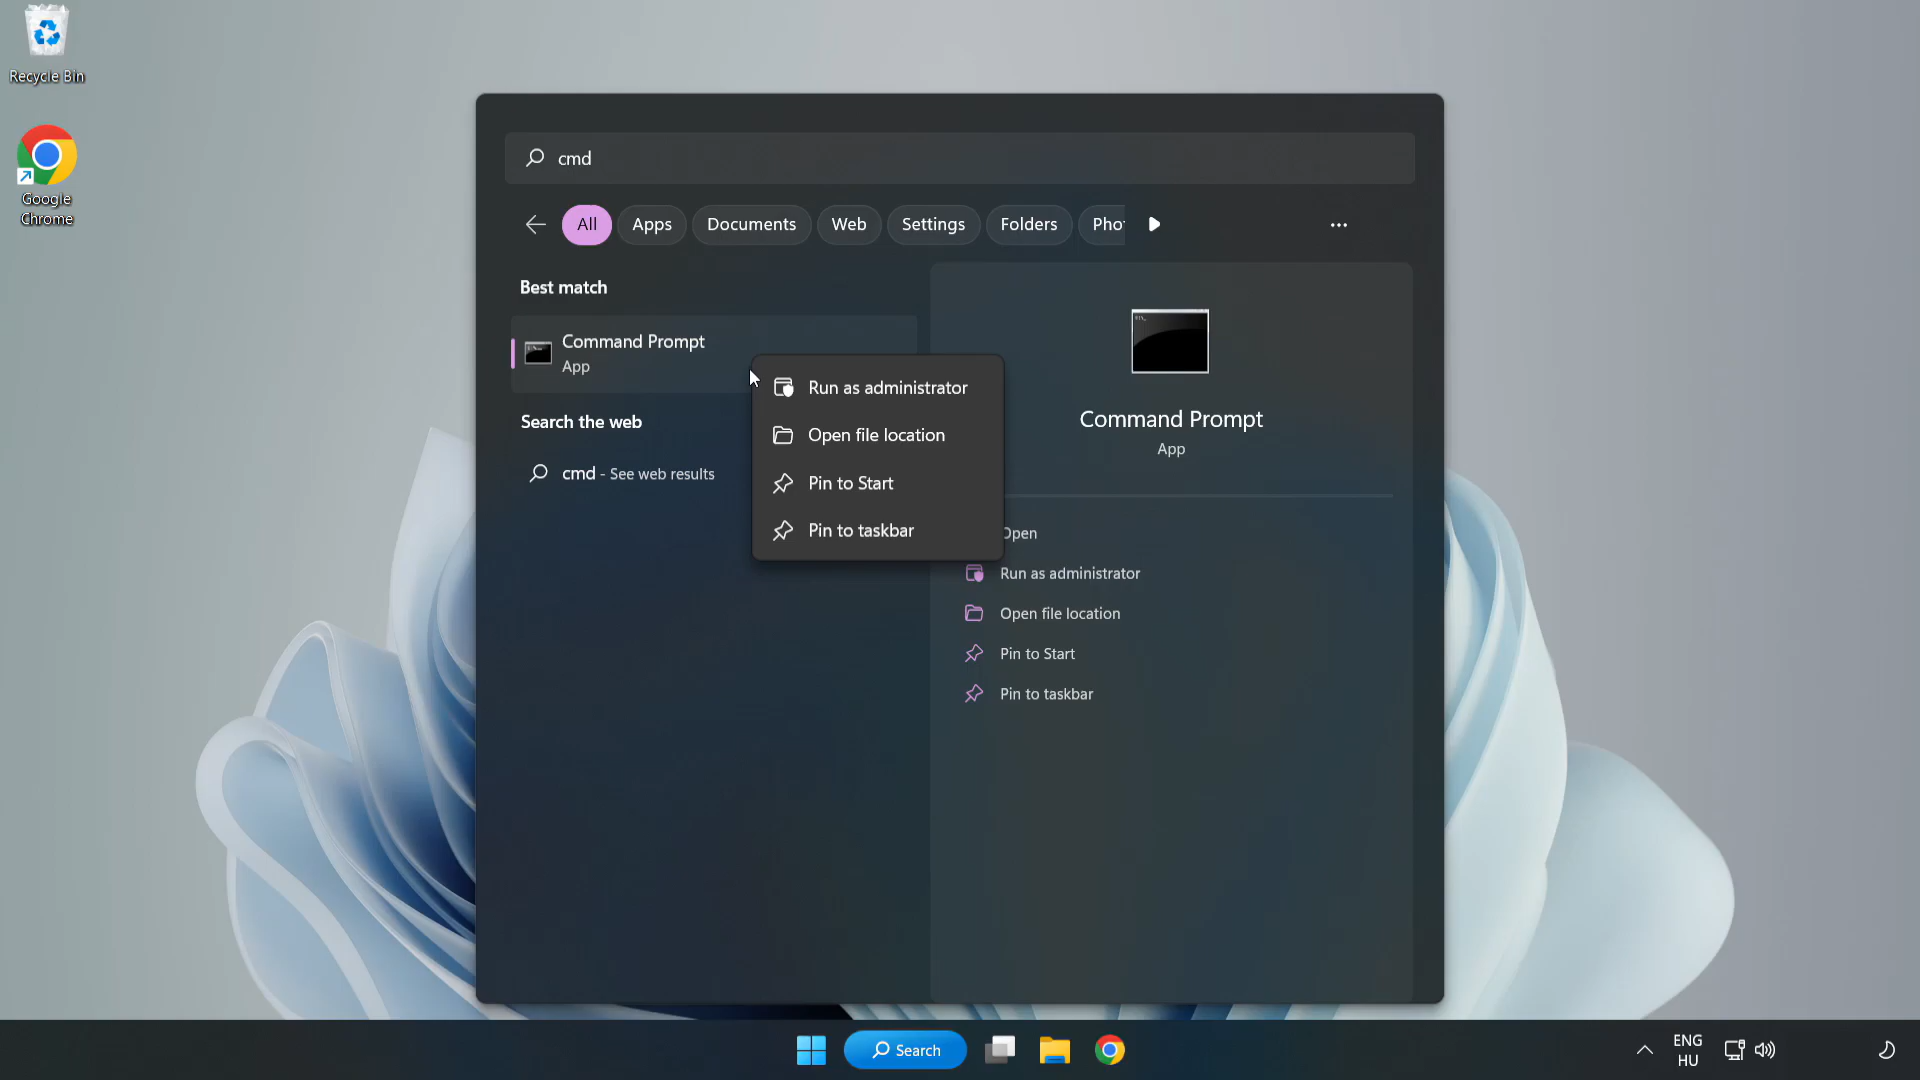 Recycle Bin
Google
Chrome
cmd
All
Apps
Documents
Web
Settings
Folders
Best match
Command Prompt
App
Search the web
cmd - See web results
Run as administrator
Open file location
Pin to Start
Pin to taskbar
Command Prompt
App
Open
Run as administrator
Open file location
Pin to Start
Pin to taskbar
Search
ENG
HU